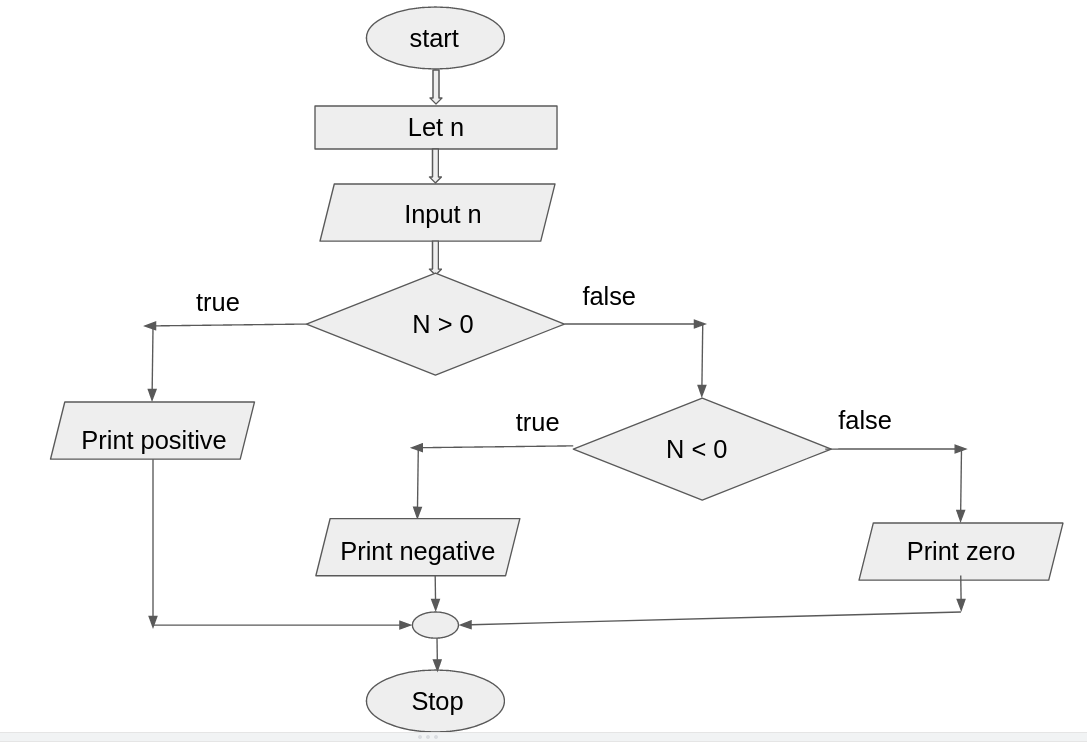 start
Let n
Input n
true
false
N > 0
true
false
Print positive
N < 0
Print negative
Print zero
Stop